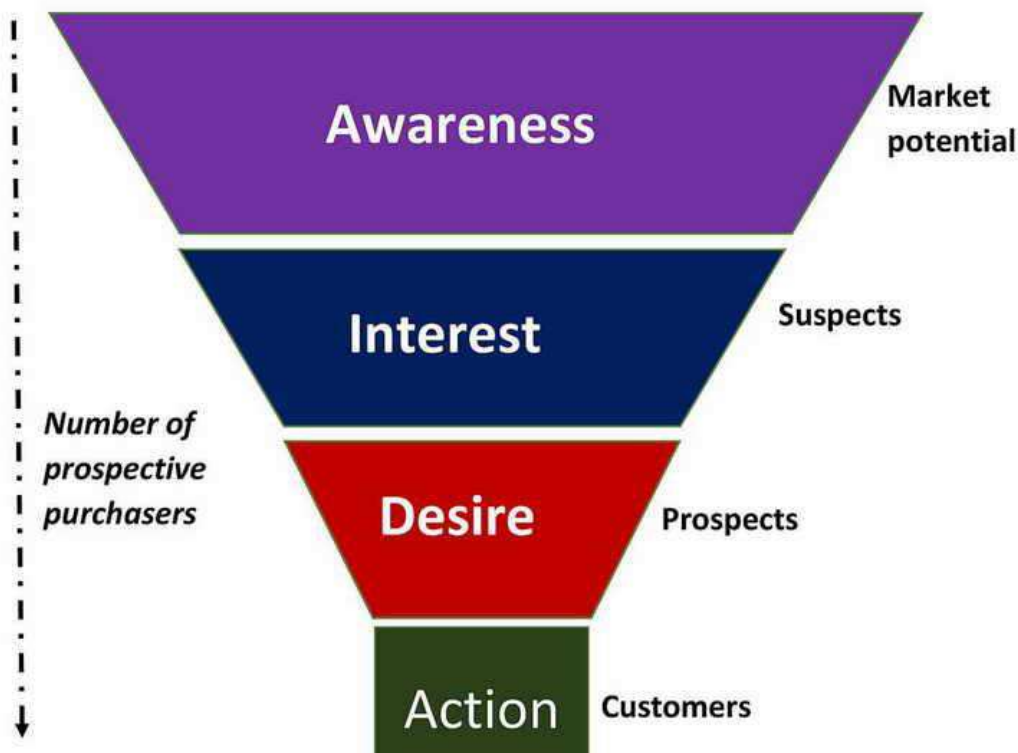 Awareness
Market
potential
Interest
Suspects
Number of
prospective
purchasers
Desire
Prospects
Action
Customers